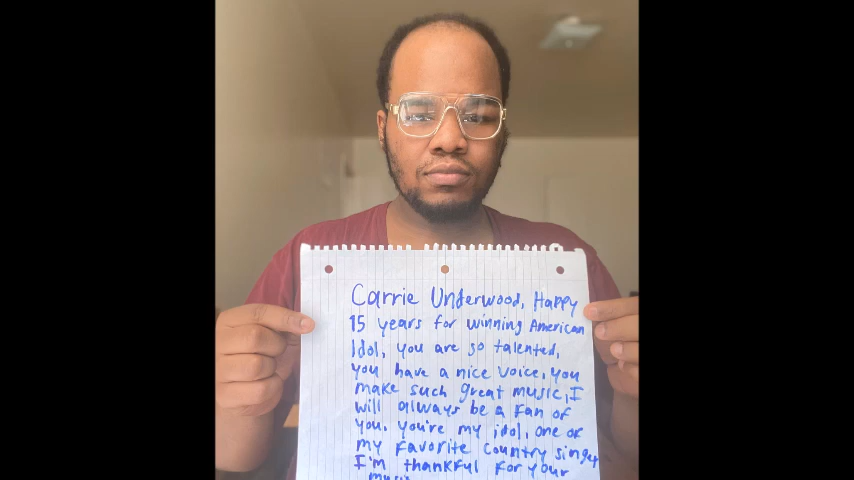 Carrie Underwood, Happy
15 years for winning American
Idol, you are so talented,
you have a nice voice, you
make such great music, I
will always be a fan of
you. you're my idol, one of
my favorite country singer
I'm thankful for your